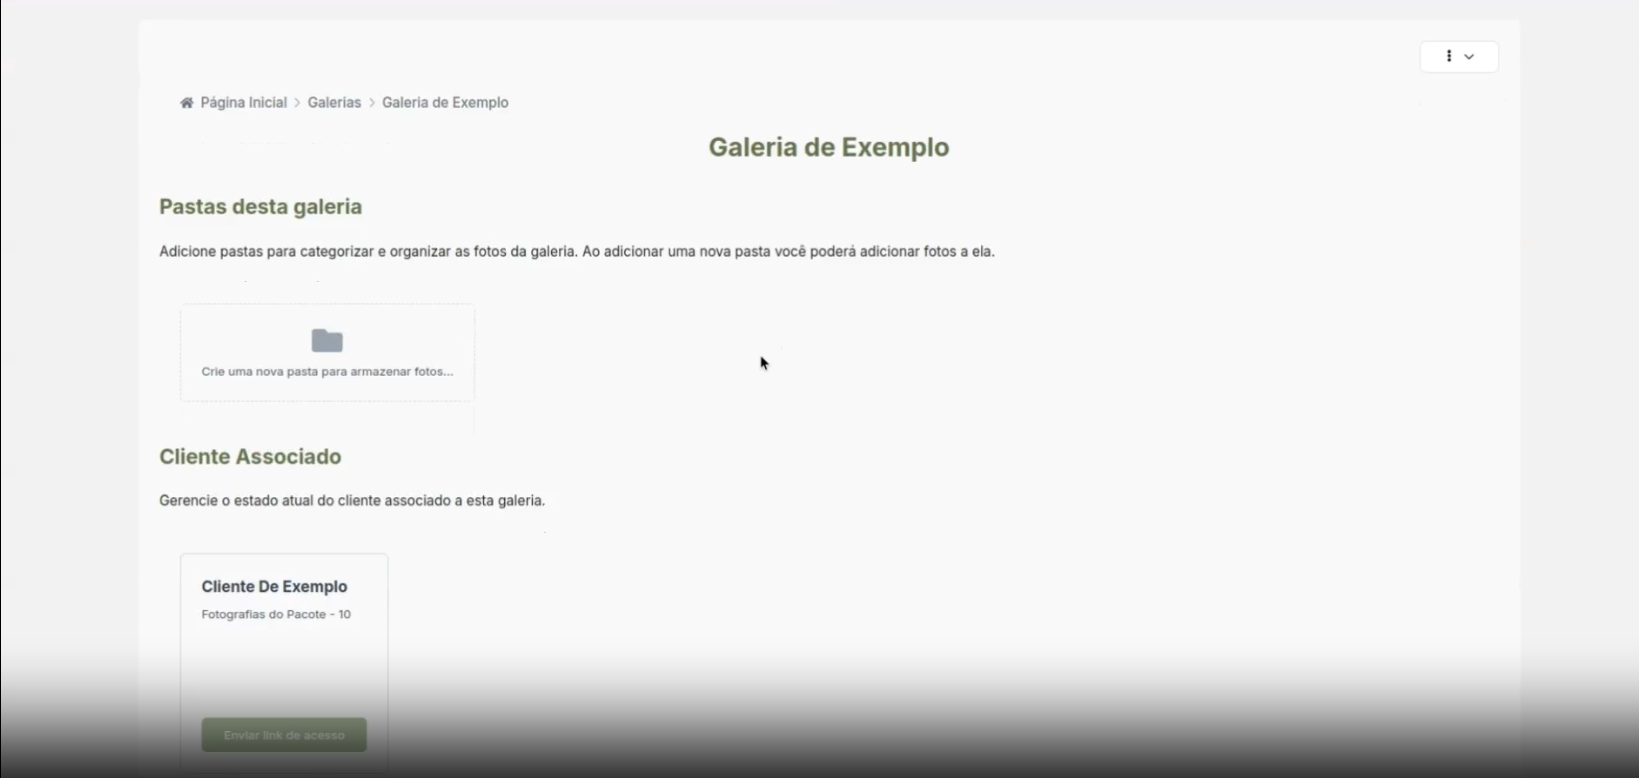 Página Inicial > Galerias > Galeria de Exemplo
Galeria de Exemplo
Pastas desta galeria
Adicione pastas para categorizar e organizar as fotos da galeria. Ao adicionar uma nova pasta você poderá adicionar fotos a ela.
Crie uma nova pasta para armazenar fotos...
Cliente Associado
Gerencie o estado atual do cliente associado a esta galeria.
Cliente De Exemplo
Fotografias do Pacote - 10
Enviar link de acesso